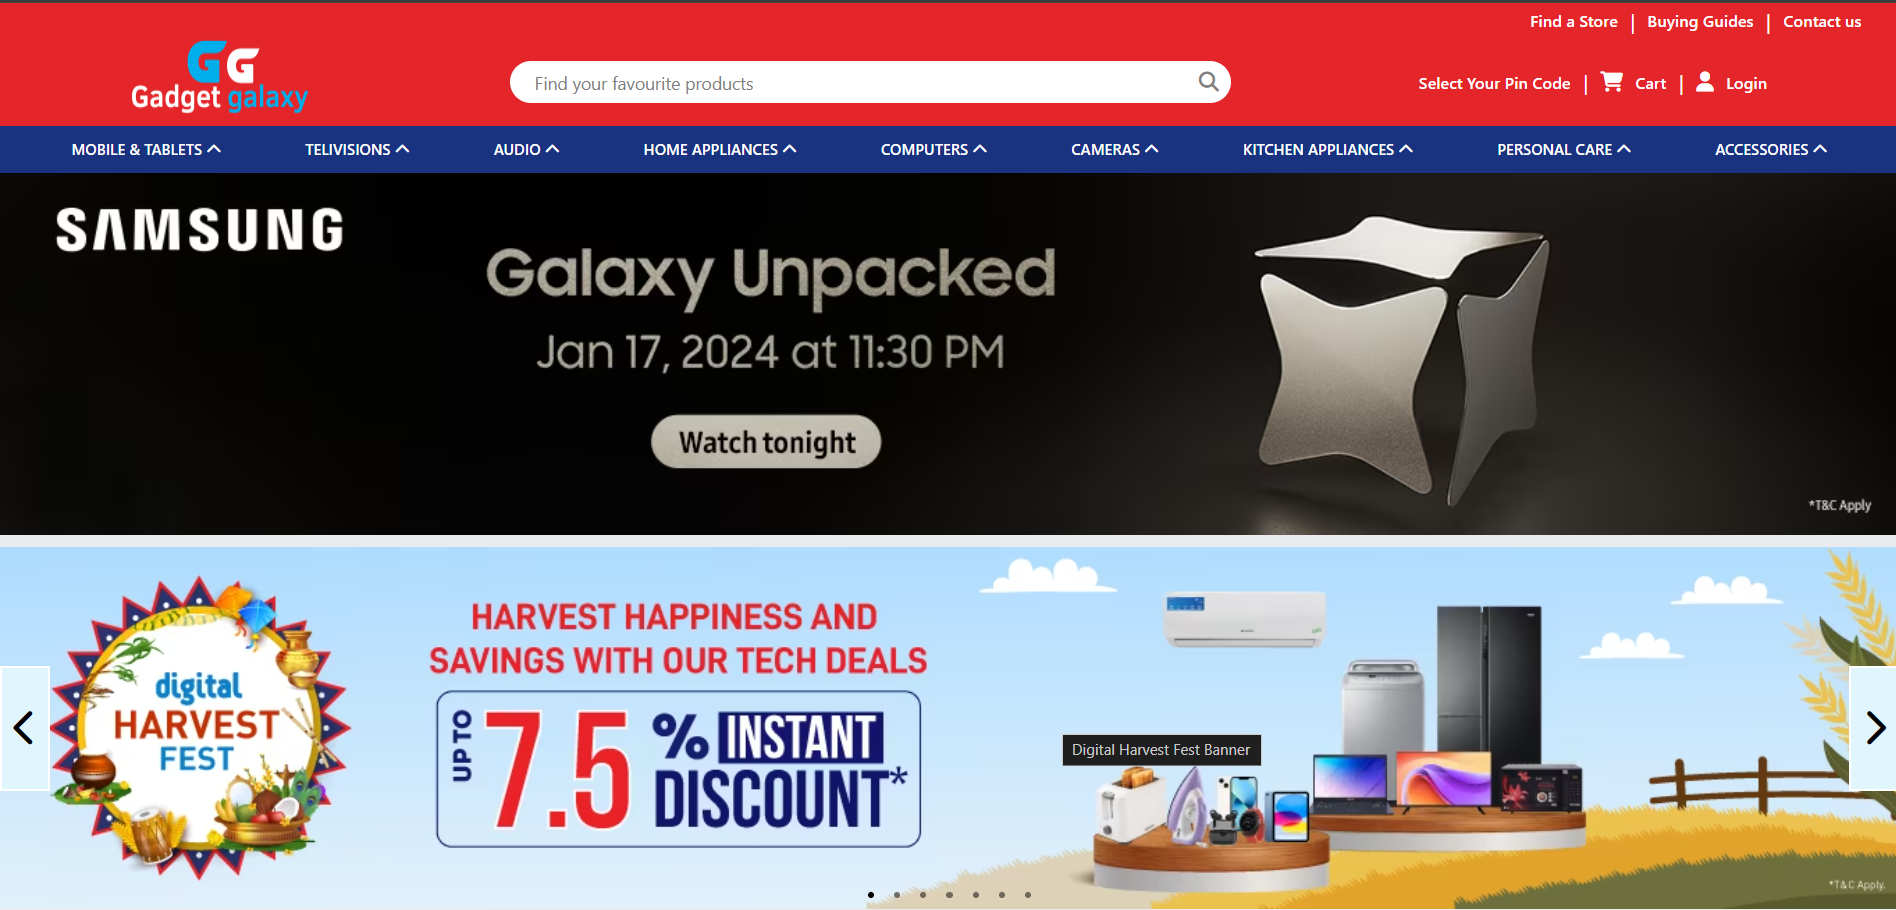 Find a Store | Buying Guides | Contact us
GG
Gadget galaxy
Find your favourite products
Select Your Pin Code | Cart | Login
MOBILE & TABLETS TELIVISIONS AUDIO HOME APPLIANCES COMPUTERS CAMERAS KITCHEN APPLIANCES PERSONAL CARE ACCESSORIES
SAMSUNG
Galaxy Unpacked
Jan 17, 2024 at 11:30 PM
Watch tonight
*T&C Apply
digital
HARVEST
FEST
HARVEST HAPPINESS AND
SAVINGS WITH OUR TECH DEALS
UP TO 7.5 % INSTANT
DISCOUNT*
Digital Harvest Fest Banner
*T&C Apply.